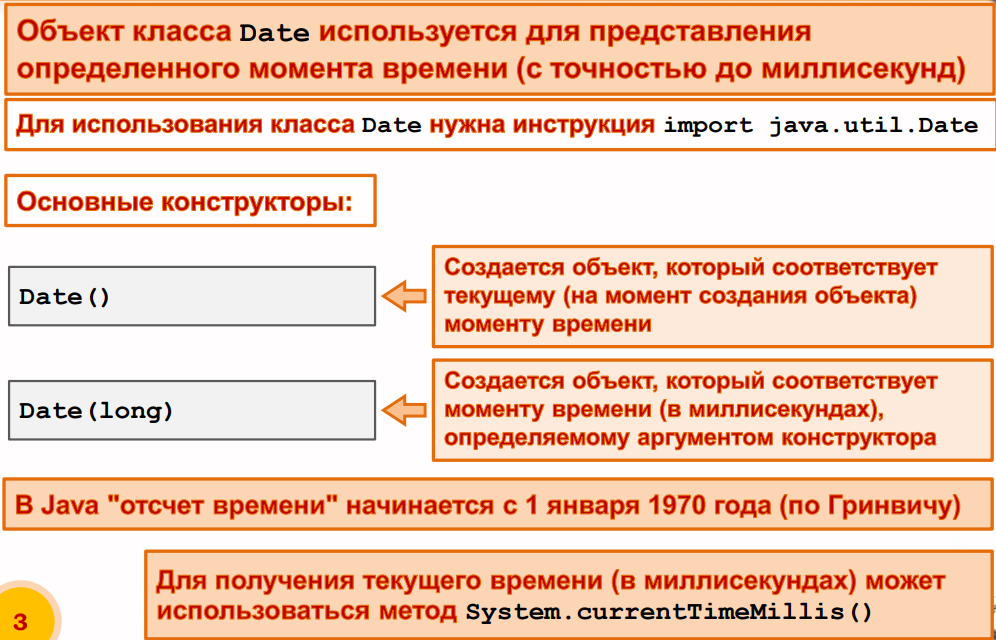 Объект класса Date используется для представления
определенного момента времени (с точностью до миллисекунд)
Для использования класса Date нужна инструкция import java.util.Date
Основные конструкторы:
Date()
Создается объект, который соответствует
текущему (на момент создания объекта)
моменту времени
Date(long)
Создается объект, который соответствует
моменту времени (в миллисекундах),
определяемому аргументом конструктора
В Java "отсчет времени" начинается с 1 января 1970 года (по Гринвичу)
Для получения текущего времени (в миллисекундах) может
использоваться метод System.currentTimeMillis()
3